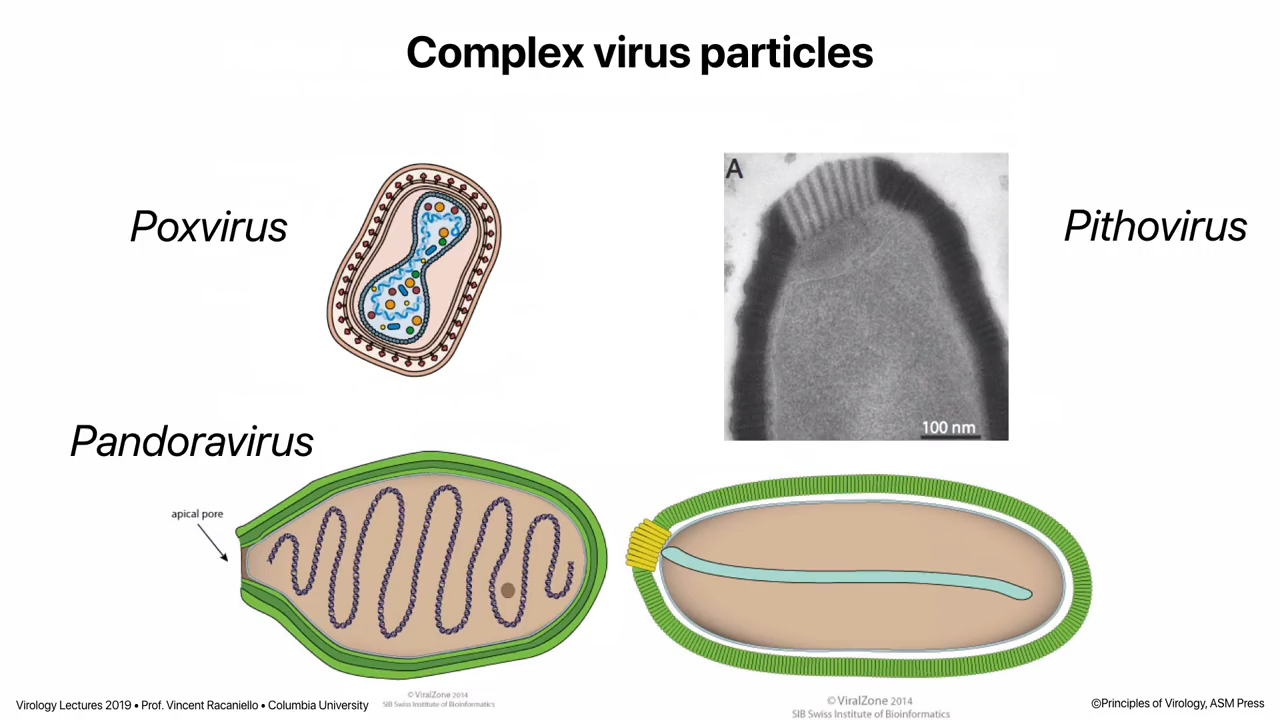 Complex virus particles
A
Poxvirus
Pithovirus
100 nm
Pandoravirus
apical pore
© ViralZone 2014
SIB Swiss Institute of Bioinformatics
© ViralZone 2014
SIB Swiss Institute of Bioinformatics
Virology Lectures 2019 • Prof. Vincent Racaniello • Columbia University
©Principles of Virology, ASM Press